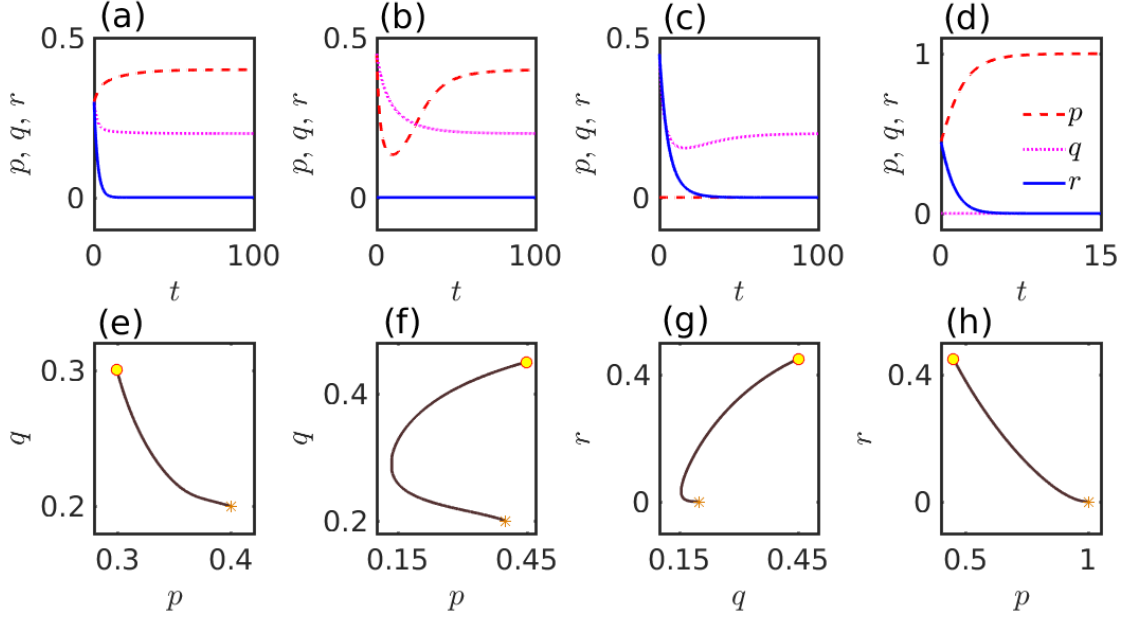 (a) (b) (c) (d)
0.5 0.5 0.5 1
p, q, r p, q, r p, q, r p, q, r
p
q
r
0 0 0 0
0 100 0 100 0 100 0 15
t t t t
(e) (f) (g) (h)
0.3 0.4 0.4 0.4
q q r r
0.2 0.2 0 0
0.3 0.4 0.15 0.45 0.15 0.45 0.5 1
p p q p